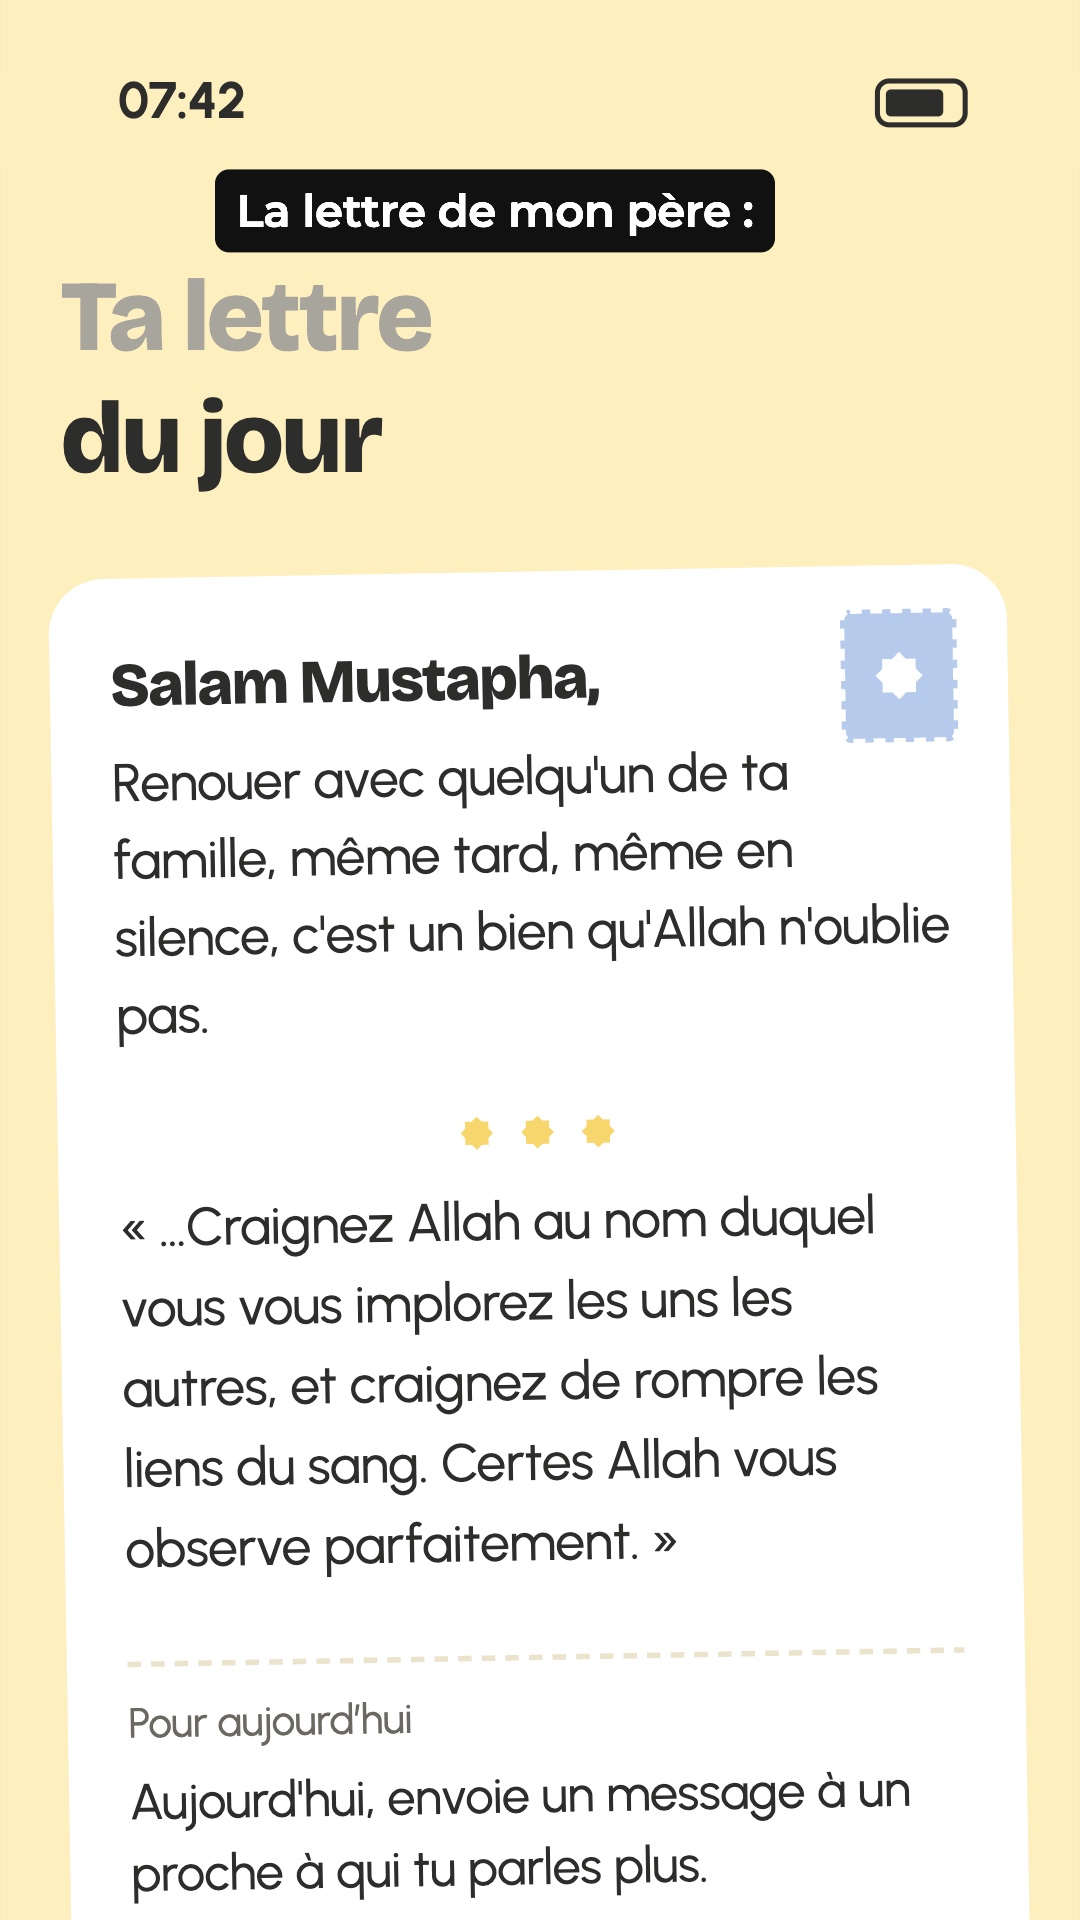 07:42
La lettre de mon père :
Ta lettre
du jour
Salam Mustapha,
Renouer avec quelqu'un de ta
famille, même tard, même en
silence, c'est un bien qu'Allah n'oublie
pas.
« ...Craignez Allah au nom duquel
vous vous implorez les uns les
autres, et craignez de rompre les
liens du sang. Certes Allah vous
observe parfaitement. »
Pour aujourd'hui
Aujourd'hui, envoie un message à un
proche à qui tu parles plus.